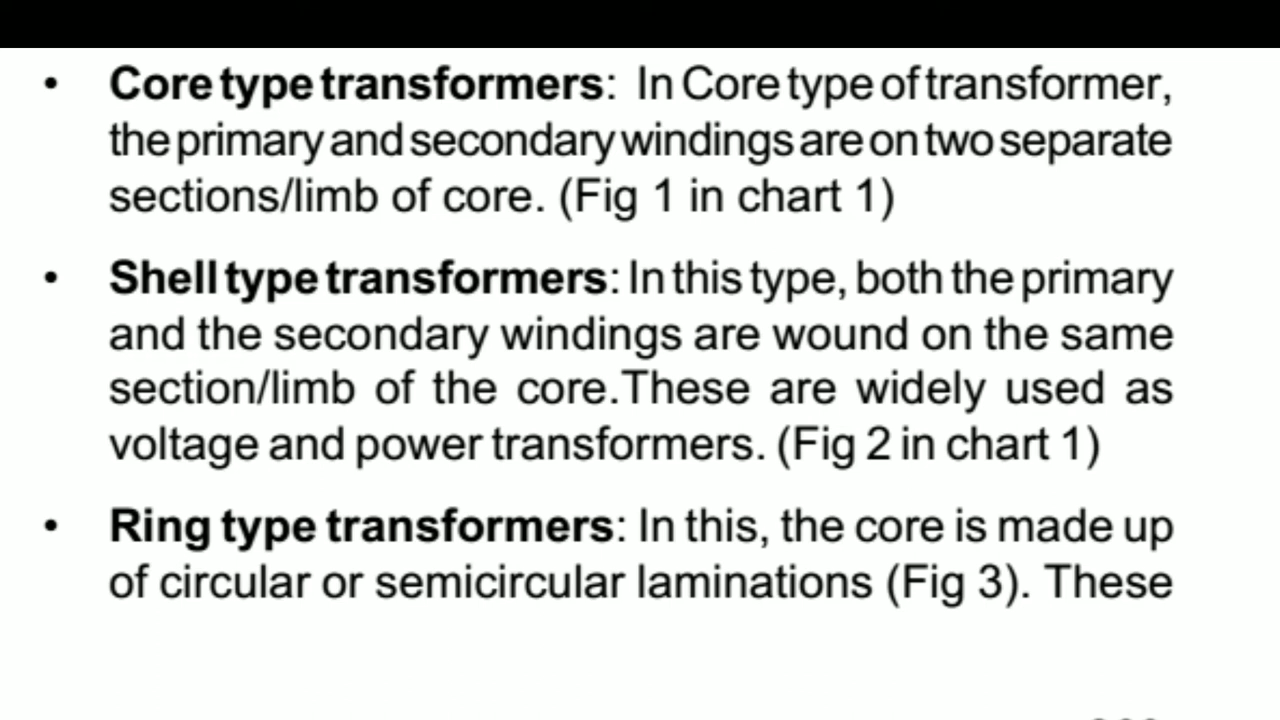 • Core type transformers: In Core type of transformer,
the primary and secondary windings are on two separate
sections/limb of core. (Fig 1 in chart 1)
• Shell type transformers: In this type, both the primary
and the secondary windings are wound on the same
section/limb of the core.These are widely used as
voltage and power transformers. (Fig 2 in chart 1)
• Ring type transformers: In this, the core is made up
of circular or semicircular laminations (Fig 3). These